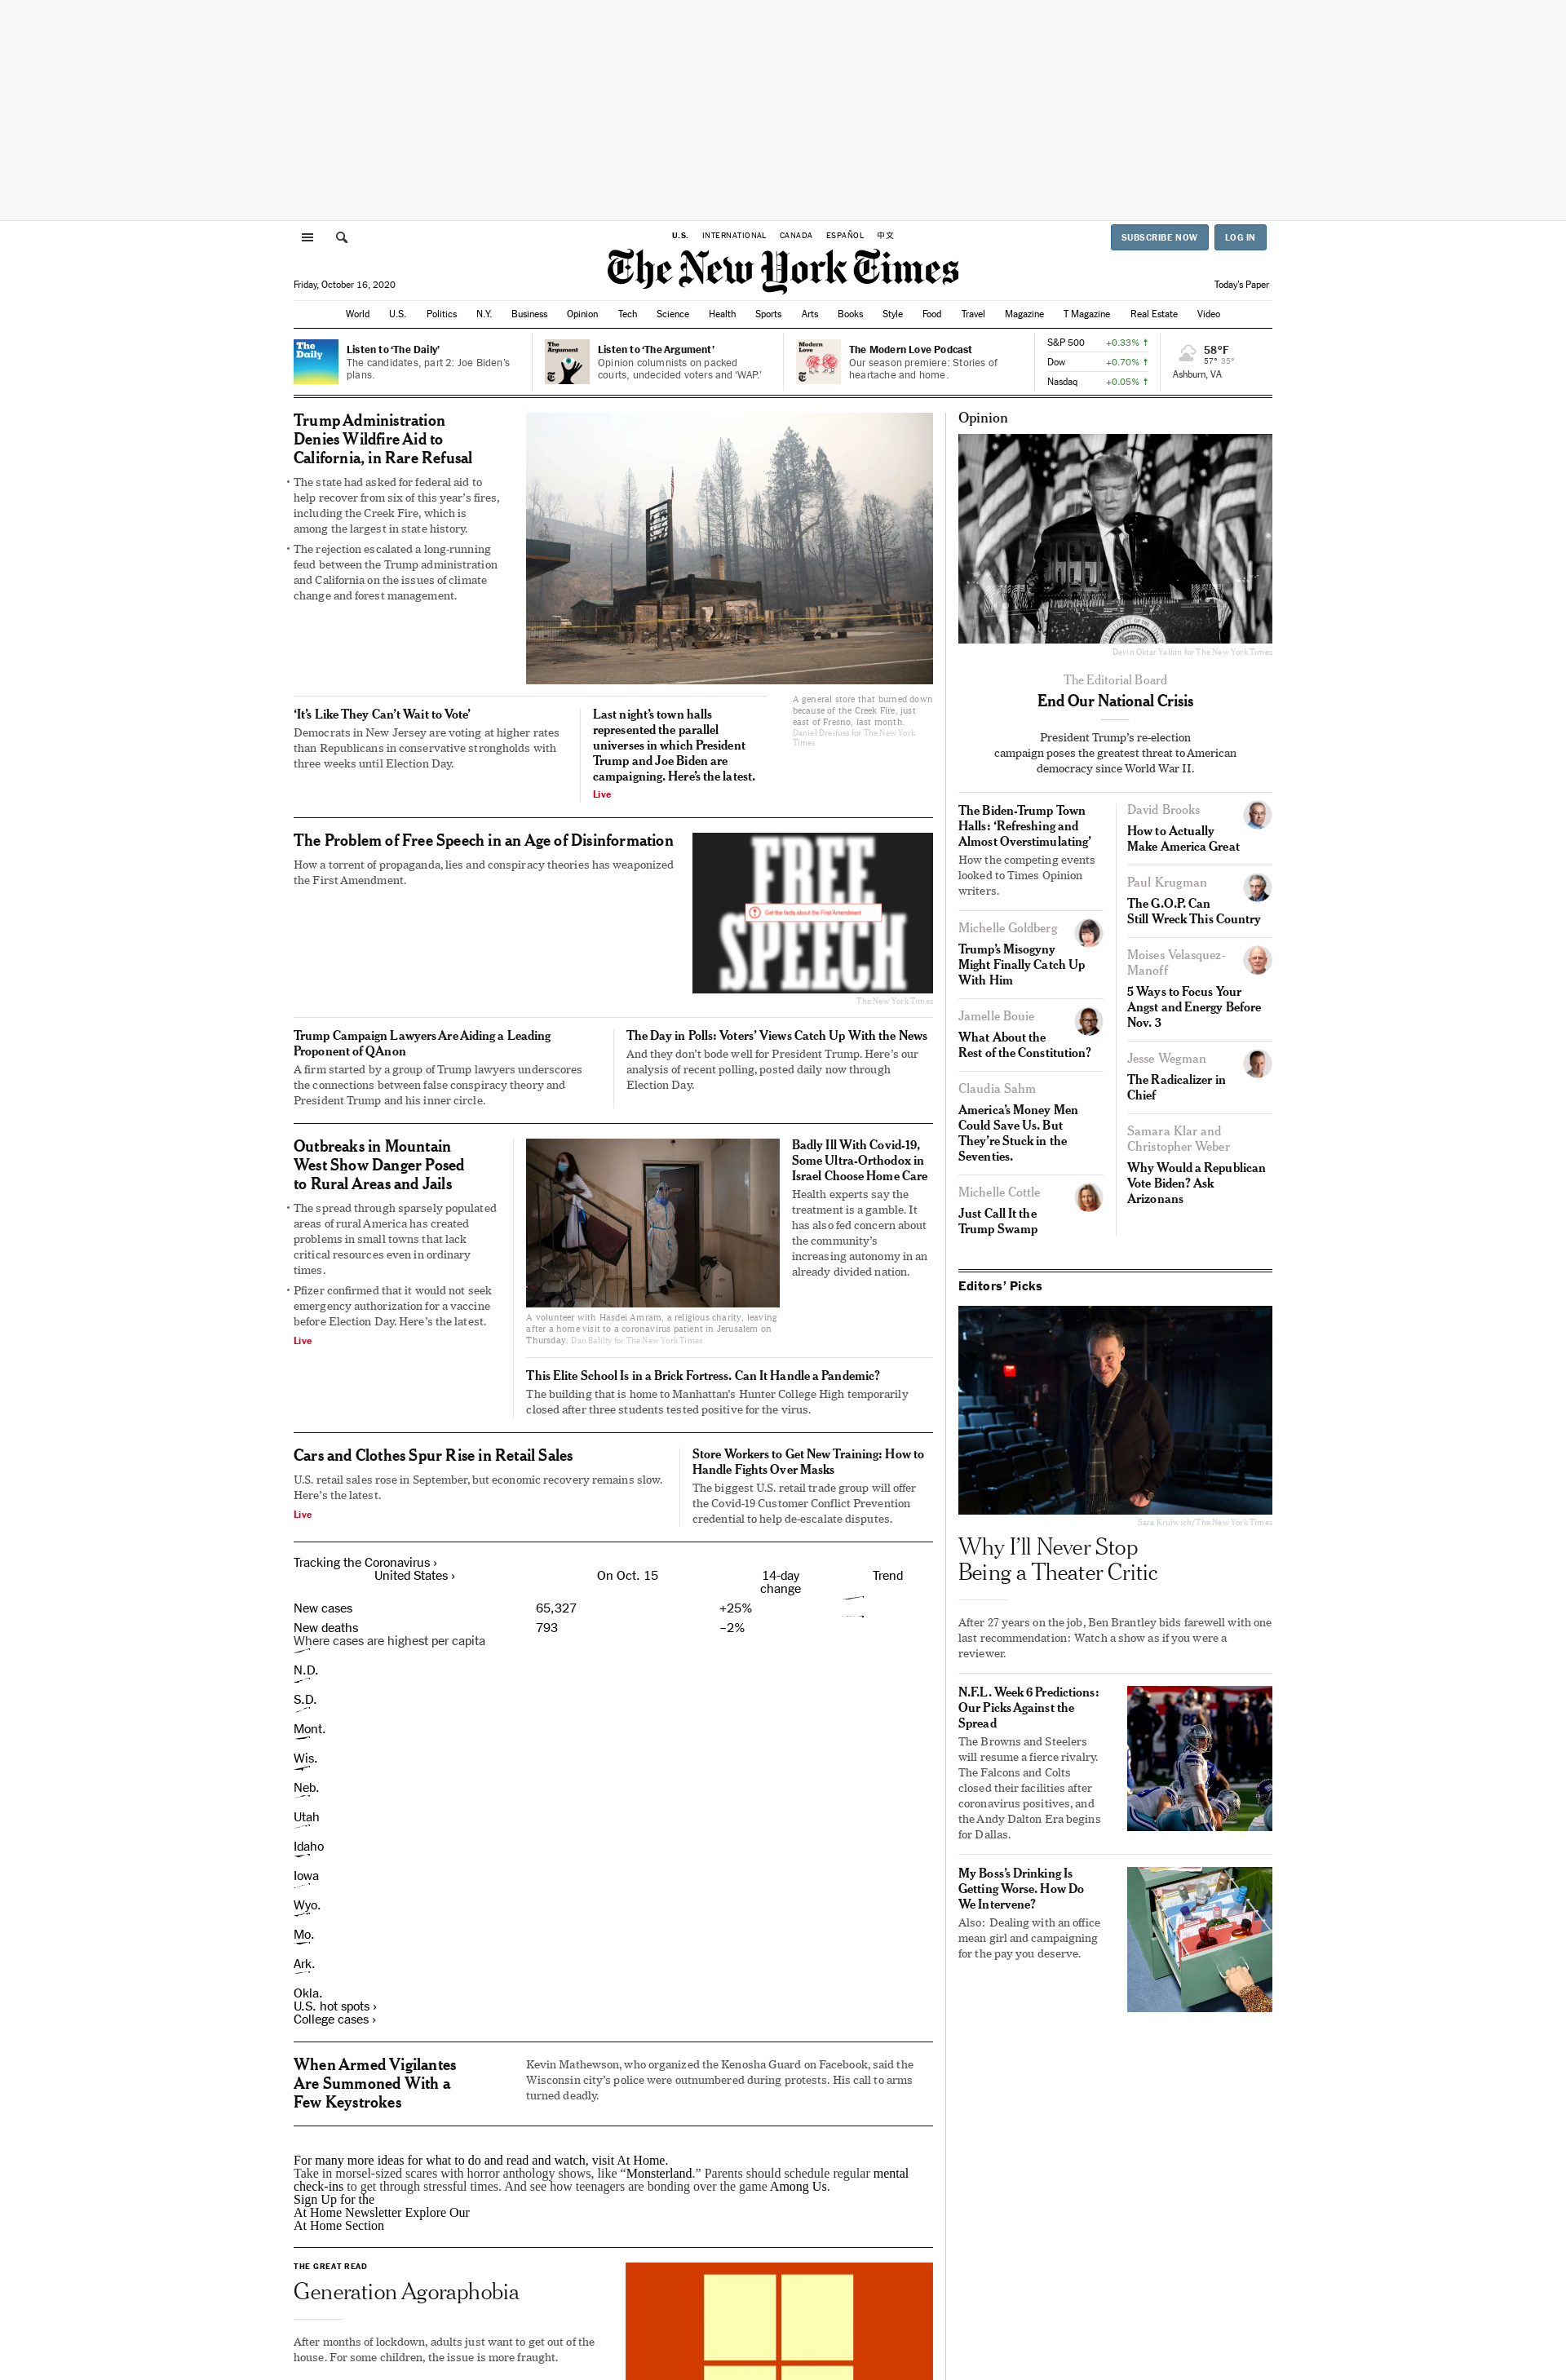 U.S. INTERNATIONAL CANADA ESPAÑOL 中文
SUBSCRIBE NOW LOG IN
The New York Times
Friday, October 16, 2020
Today's Paper
World U.S. Politics N.Y. Business Opinion Tech Science Health Sports Arts Books Style Food Travel Magazine T Magazine Real Estate Video
The Daily
Listen to ‘The Daily’
The candidates, part 2: Joe Biden’s
plans.
The Argument
Listen to ‘The Argument’
Opinion columnists on packed
courts, undecided voters and ‘WAP.’
Modern Love
The Modern Love Podcast
Our season premiere: Stories of
heartache and home.
S&P 500 +0.33% ↑
Dow +0.70% ↑
Nasdaq +0.05% ↑
58°F
57° 35°
Ashburn, VA
Trump Administration
Denies Wildfire Aid to
California, in Rare Refusal
• The state had asked for federal aid to
help recover from six of this year’s fires,
including the Creek Fire, which is
among the largest in state history.
• The rejection escalated a long-running
feud between the Trump administration
and California on the issues of climate
change and forest management.
A general store that burned down
because of the Creek Fire, just
east of Fresno, last month.
Daniel Dreifuss for The New York
Times
‘It’s Like They Can’t Wait to Vote’
Democrats in New Jersey are voting at higher rates
than Republicans in conservative strongholds with
three weeks until Election Day.
Last night’s town halls
represented the parallel
universes in which President
Trump and Joe Biden are
campaigning. Here’s the latest.
Live
The Problem of Free Speech in an Age of Disinformation
How a torrent of propaganda, lies and conspiracy theories has weaponized
the First Amendment.
FREE
Get the facts about the First Amendment
SPEECH
The New York Times
Trump Campaign Lawyers Are Aiding a Leading
Proponent of QAnon
A firm started by a group of Trump lawyers underscores
the connections between false conspiracy theory and
President Trump and his inner circle.
The Day in Polls: Voters’ Views Catch Up With the News
And they don’t bode well for President Trump. Here’s our
analysis of recent polling, posted daily now through
Election Day.
Outbreaks in Mountain
West Show Danger Posed
to Rural Areas and Jails
• The spread through sparsely populated
areas of rural America has created
problems in small towns that lack
critical resources even in ordinary
times.
• Pfizer confirmed that it would not seek
emergency authorization for a vaccine
before Election Day. Here’s the latest.
Live
A volunteer with Hasdei Amram, a religious charity, leaving
after a home visit to a coronavirus patient in Jerusalem on
Thursday. Dan Balilty for The New York Times
Badly Ill With Covid-19,
Some Ultra-Orthodox in
Israel Choose Home Care
Health experts say the
treatment is a gamble. It
has also fed concern about
the community’s
increasing autonomy in an
already divided nation.
This Elite School Is in a Brick Fortress. Can It Handle a Pandemic?
The building that is home to Manhattan’s Hunter College High temporarily
closed after three students tested positive for the virus.
Cars and Clothes Spur Rise in Retail Sales
U.S. retail sales rose in September, but economic recovery remains slow.
Here’s the latest.
Live
Store Workers to Get New Training: How to
Handle Fights Over Masks
The biggest U.S. retail trade group will offer
the Covid-19 Customer Conflict Prevention
credential to help de-escalate disputes.
Tracking the Coronavirus ›
United States › On Oct. 15 14-day
change Trend
New cases 65,327 +25%
New deaths 793 –2%
Where cases are highest per capita
N.D.
S.D.
Mont.
Wis.
Neb.
Utah
Idaho
Iowa
Wyo.
Mo.
Ark.
Okla.
U.S. hot spots ›
College cases ›
When Armed Vigilantes
Are Summoned With a
Few Keystrokes
Kevin Mathewson, who organized the Kenosha Guard on Facebook, said the
Wisconsin city’s police were outnumbered during protests. His call to arms
turned deadly.
For many more ideas for what to do and read and watch, visit At Home.
Take in morsel-sized scares with horror anthology shows, like “Monsterland.” Parents should schedule regular mental
check-ins to get through stressful times. And see how teenagers are bonding over the game Among Us.
Sign Up for the
At Home Newsletter Explore Our
At Home Section
THE GREAT READ
Generation Agoraphobia
After months of lockdown, adults just want to get out of the
house. For some children, the issue is more fraught.
Opinion
Devin Oktar Yalkin for The New York Times
The Editorial Board
End Our National Crisis
President Trump’s re-election
campaign poses the greatest threat to American
democracy since World War II.
The Biden-Trump Town
Halls: ‘Refreshing and
Almost Overstimulating’
How the competing events
looked to Times Opinion
writers.
Michelle Goldberg
Trump’s Misogyny
Might Finally Catch Up
With Him
Jamelle Bouie
What About the
Rest of the Constitution?
Claudia Sahm
America’s Money Men
Could Save Us. But
They’re Stuck in the
Seventies.
Michelle Cottle
Just Call It the
Trump Swamp
David Brooks
How to Actually
Make America Great
Paul Krugman
The G.O.P. Can
Still Wreck This Country
Moises Velasquez-
Manoff
5 Ways to Focus Your
Angst and Energy Before
Nov. 3
Jesse Wegman
The Radicalizer in
Chief
Samara Klar and
Christopher Weber
Why Would a Republican
Vote Biden? Ask
Arizonans
Editors’ Picks
Sara Krulwich/The New York Times
Why I’ll Never Stop
Being a Theater Critic
After 27 years on the job, Ben Brantley bids farewell with one
last recommendation: Watch a show as if you were a
reviewer.
N.F.L. Week 6 Predictions:
Our Picks Against the
Spread
The Browns and Steelers
will resume a fierce rivalry.
The Falcons and Colts
closed their facilities after
coronavirus positives, and
the Andy Dalton Era begins
for Dallas.
My Boss’s Drinking Is
Getting Worse. How Do
We Intervene?
Also: Dealing with an office
mean girl and campaigning
for the pay you deserve.